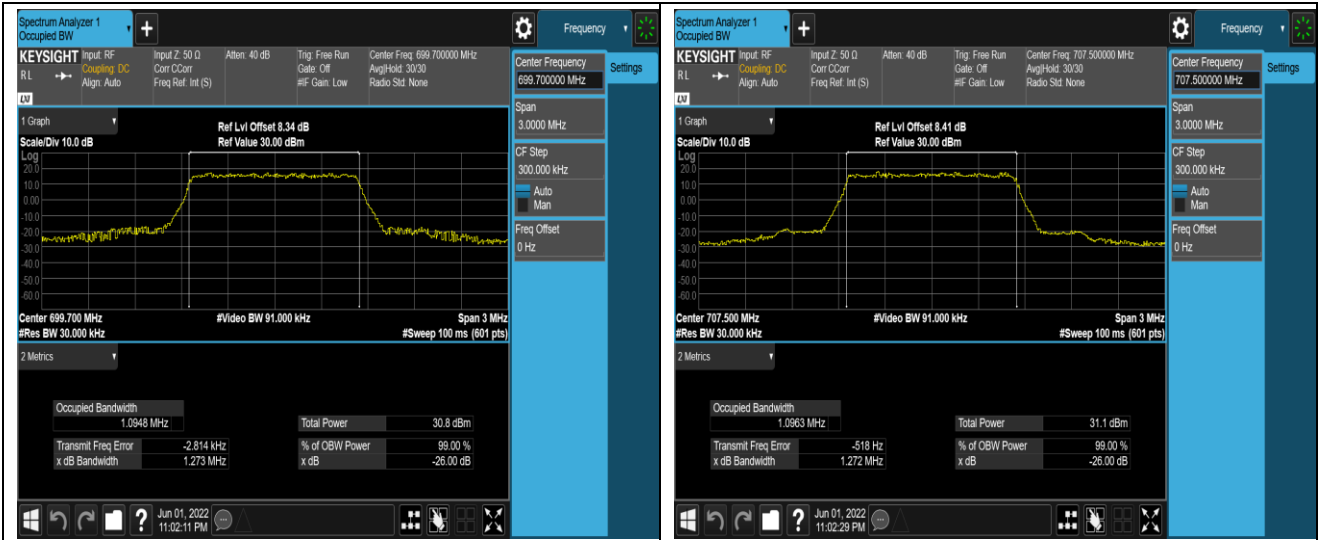 Spectrum Analyzer 1
Occupied BW
+
Frequency
KEYSIGHT
Input: RF
Coupling: DC
Align: Auto
Input Z: 50 Ω
Corr CCorr
Freq Ref: Int (S)
Atten: 40 dB
Trig: Free Run
Gate: Off
#IF Gain: Low
Center Freq: 699.700000 MHz
Avg|Hold: 30/30
Radio Std: None
RL
LXI
Center Frequency
699.700000 MHz
Settings
Span
3.0000 MHz
CF Step
300.000 kHz
Auto
Man
Freq Offset
0 Hz
1 Graph
Scale/Div 10.0 dB
Ref Lvl Offset 8.34 dB
Ref Value 30.00 dBm
Log
20.0
10.0
0.00
-10.0
-20.0
-30.0
-40.0
-50.0
-60.0
Center 699.700 MHz
#Video BW 91.000 kHz
Span 3 MHz
#Res BW 30.000 kHz
#Sweep 100 ms (601 pts)
2 Metrics
Occupied Bandwidth
1.0948 MHz
Total Power 30.8 dBm
Transmit Freq Error -2.814 kHz
% of OBW Power 99.00 %
x dB Bandwidth 1.273 MHz
x dB -26.00 dB
?
Jun 01, 2022
11:02:11 PM
Spectrum Analyzer 1
Occupied BW
+
Frequency
KEYSIGHT
Input: RF
Coupling: DC
Align: Auto
Input Z: 50 Ω
Corr CCorr
Freq Ref: Int (S)
Atten: 40 dB
Trig: Free Run
Gate: Off
#IF Gain: Low
Center Freq: 707.500000 MHz
Avg|Hold: 30/30
Radio Std: None
RL
LXI
Center Frequency
707.500000 MHz
Settings
Span
3.0000 MHz
CF Step
300.000 kHz
Auto
Man
Freq Offset
0 Hz
1 Graph
Scale/Div 10.0 dB
Ref Lvl Offset 8.41 dB
Ref Value 30.00 dBm
Log
20.0
10.0
0.00
-10.0
-20.0
-30.0
-40.0
-50.0
-60.0
Center 707.500 MHz
#Video BW 91.000 kHz
Span 3 MHz
#Res BW 30.000 kHz
#Sweep 100 ms (601 pts)
2 Metrics
Occupied Bandwidth
1.0963 MHz
Total Power 31.1 dBm
Transmit Freq Error -518 Hz
% of OBW Power 99.00 %
x dB Bandwidth 1.272 MHz
x dB -26.00 dB
?
Jun 01, 2022
11:02:29 PM